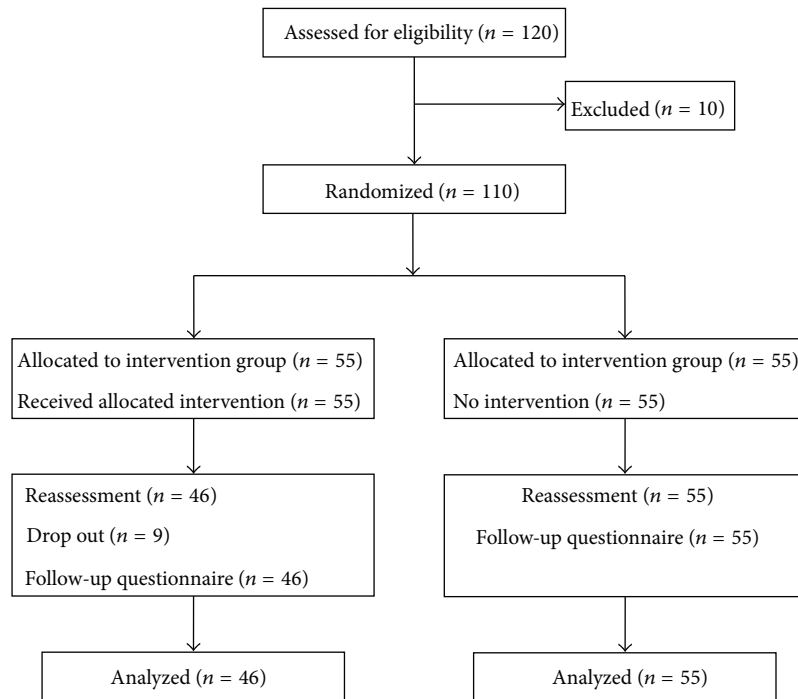 Assessed for eligibility (n = 120)
Excluded (n = 10)
Randomized (n = 110)
Allocated to intervention group (n = 55)
Received allocated intervention (n = 55)
Allocated to intervention group (n = 55)
No intervention (n = 55)
Reassessment (n = 46)
Drop out (n = 9)
Follow-up questionnaire (n = 46)
Reassessment (n = 55)
Follow-up questionnaire (n = 55)
Analyzed (n = 46)
Analyzed (n = 55)